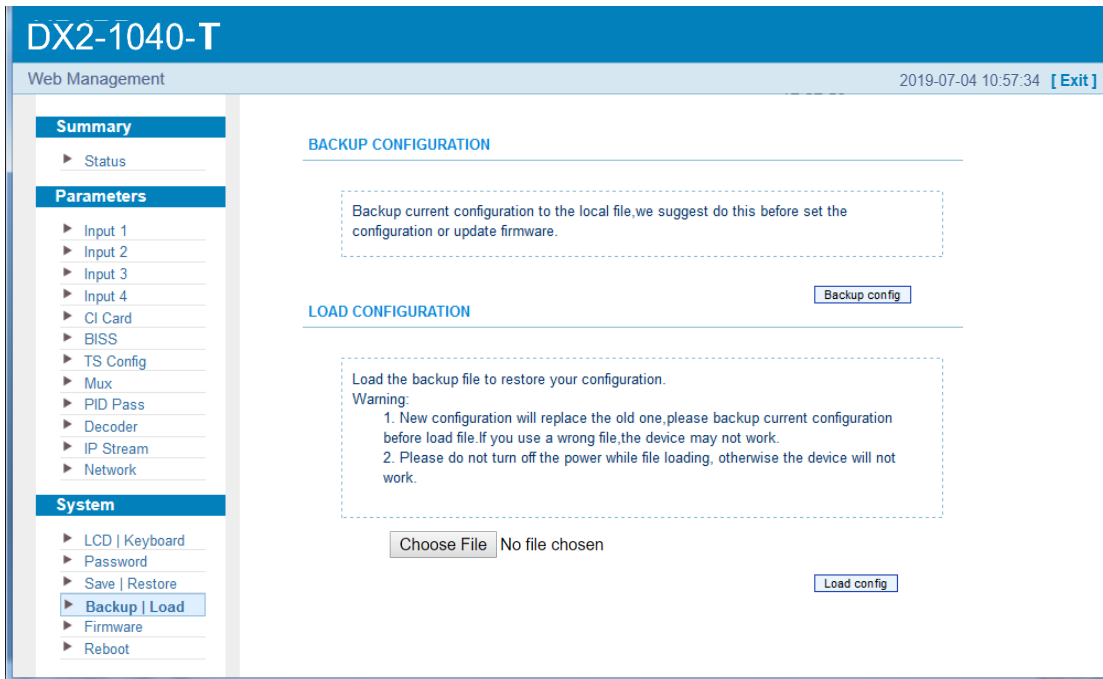 DX2-1040-T
Web Management
2019-07-04 10:57:34 [ Exit ]
Summary
Status
Parameters
Input 1
Input 2
Input 3
Input 4
CI Card
BISS
TS Config
Mux
PID Pass
Decoder
IP Stream
Network
System
LCD | Keyboard
Password
Save | Restore
Backup | Load
Firmware
Reboot
BACKUP CONFIGURATION
Backup current configuration to the local file,we suggest do this before set the
configuration or update firmware.
Backup config
LOAD CONFIGURATION
Load the backup file to restore your configuration.
Warning:
1. New configuration will replace the old one,please backup current configuration
before load file.If you use a wrong file,the device may not work.
2. Please do not turn off the power while file loading, otherwise the device will not
work.
Choose File No file chosen
Load config